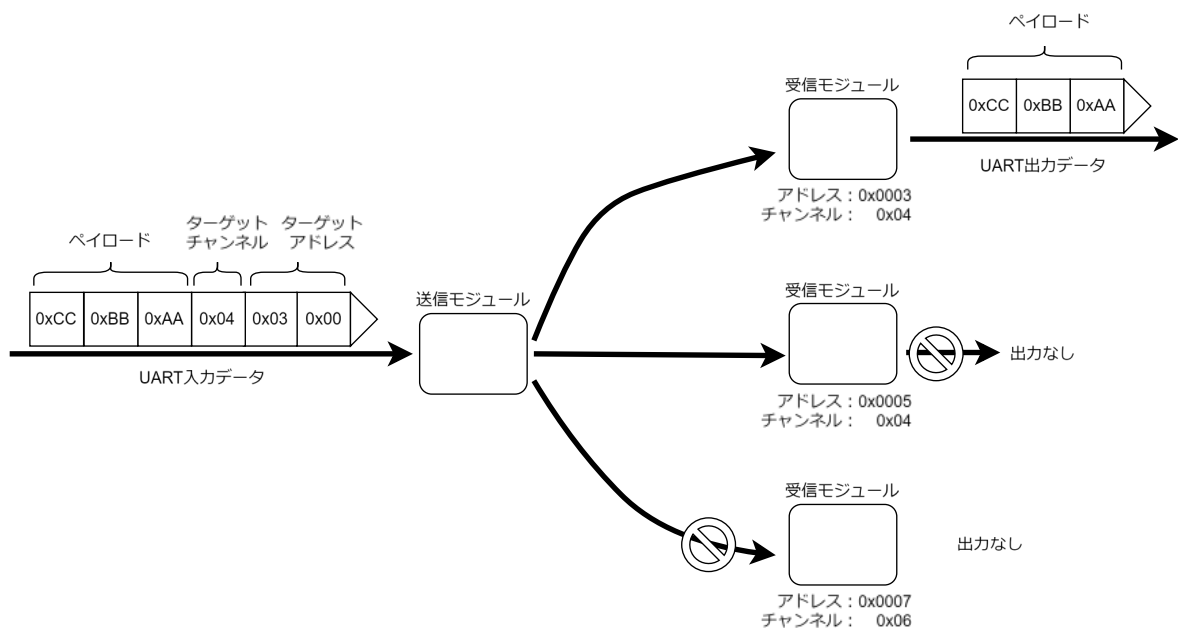 ペイロード
0xCC 0xBB 0xAA
UART出力データ
受信モジュール
アドレス：0x0003
チャンネル： 0x04
ペイロード
ターゲット
チャンネル
ターゲット
アドレス
0xCC 0xBB 0xAA 0x04 0x03 0x00
UART入力データ
送信モジュール
受信モジュール
アドレス：0x0005
チャンネル： 0x04
出力なし
受信モジュール
アドレス：0x0007
チャンネル： 0x06
出力なし